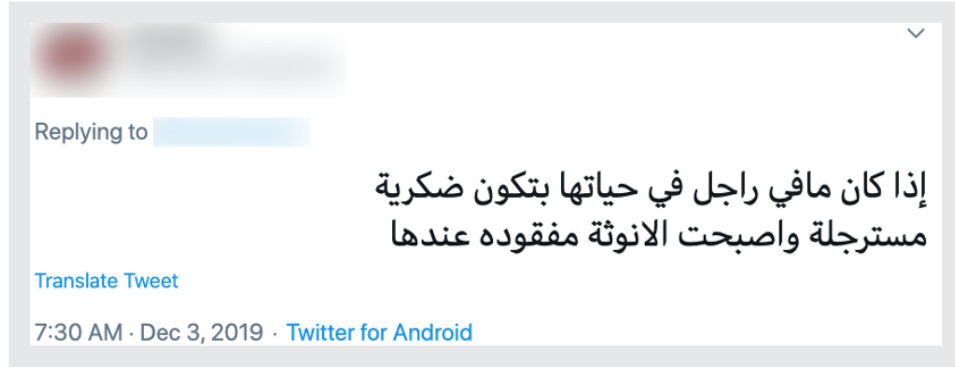 Replying to
إذا كان مافي راجل في حياتها بتكون ضكرية
مسترجلة واصبحت الانوثة مفقوده عندها
Translate Tweet
7:30 AM · Dec 3, 2019 · Twitter for Android